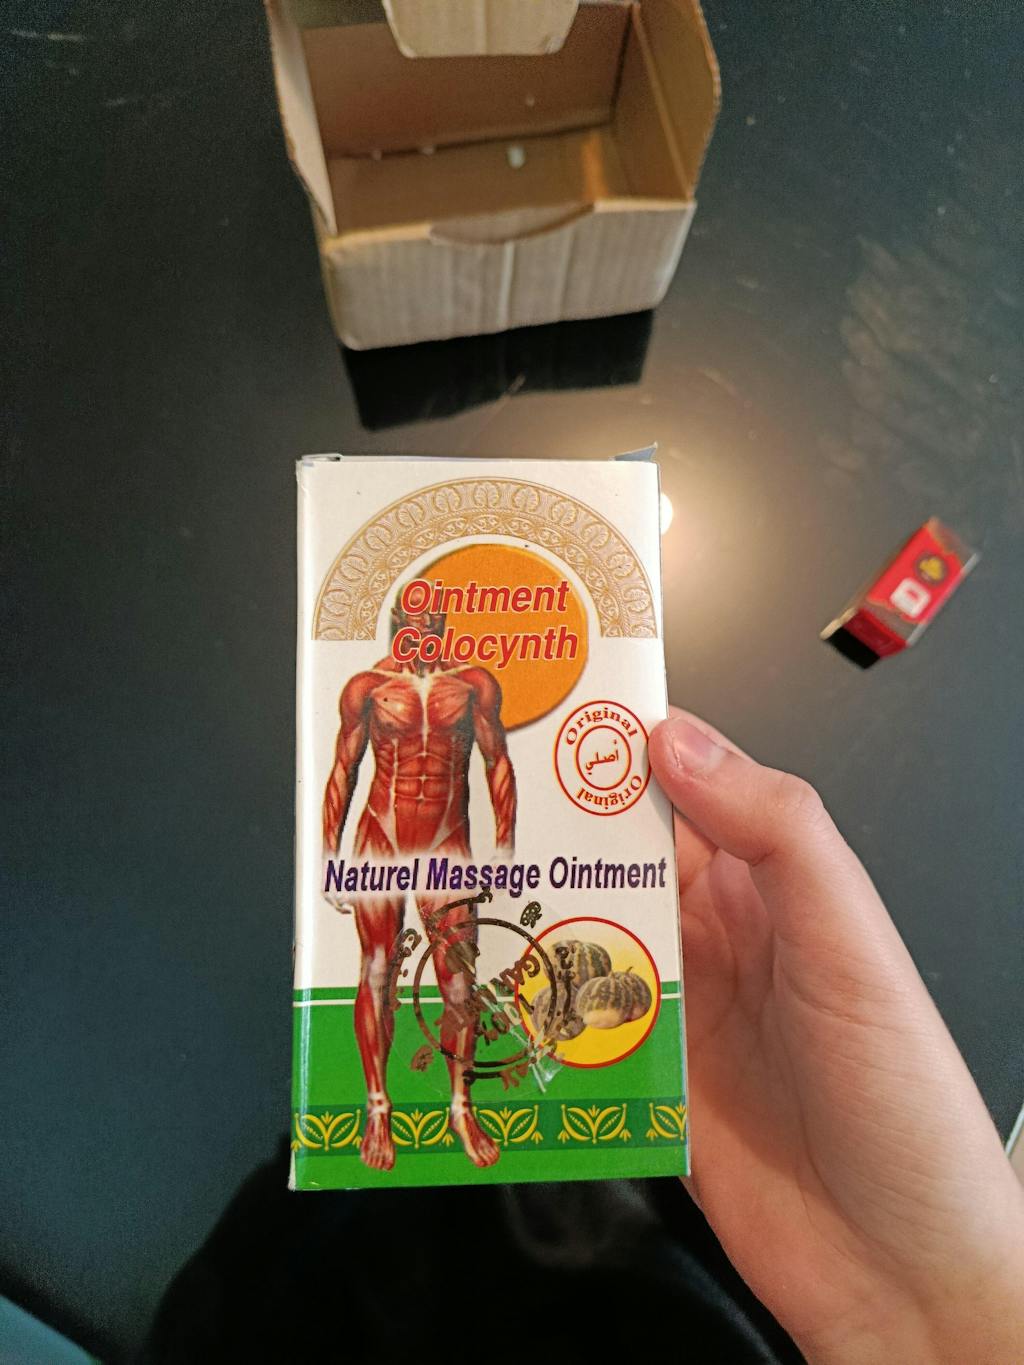 Ointment
Colocynth
Original
أصلي
Original
Naturel Massage Ointment